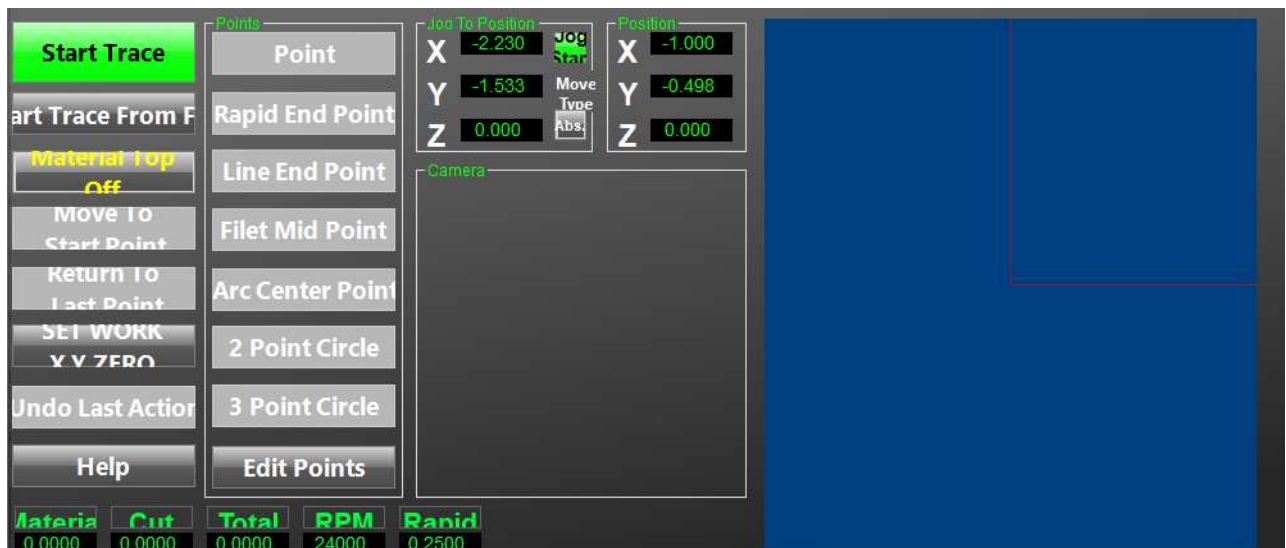 Start Trace
art Trace From F
Material Top
Off
Move To
Start Point
Return To
Last Point
SET WORK
X Y ZERO
Undo Last Action
Help
Points
Point
Rapid End Point
Line End Point
Filet Mid Point
Arc Center Point
2 Point Circle
3 Point Circle
Edit Points
Jog To Position
X -2.230
Jog
Star
Y -1.533
Move
Type
Z 0.000
Abs.
Position
X -1.000
Y -0.498
Z 0.000
Camera
Materia Cut Total RPM Rapid
0.0000 0.0000 0.0000 24000 0.2500